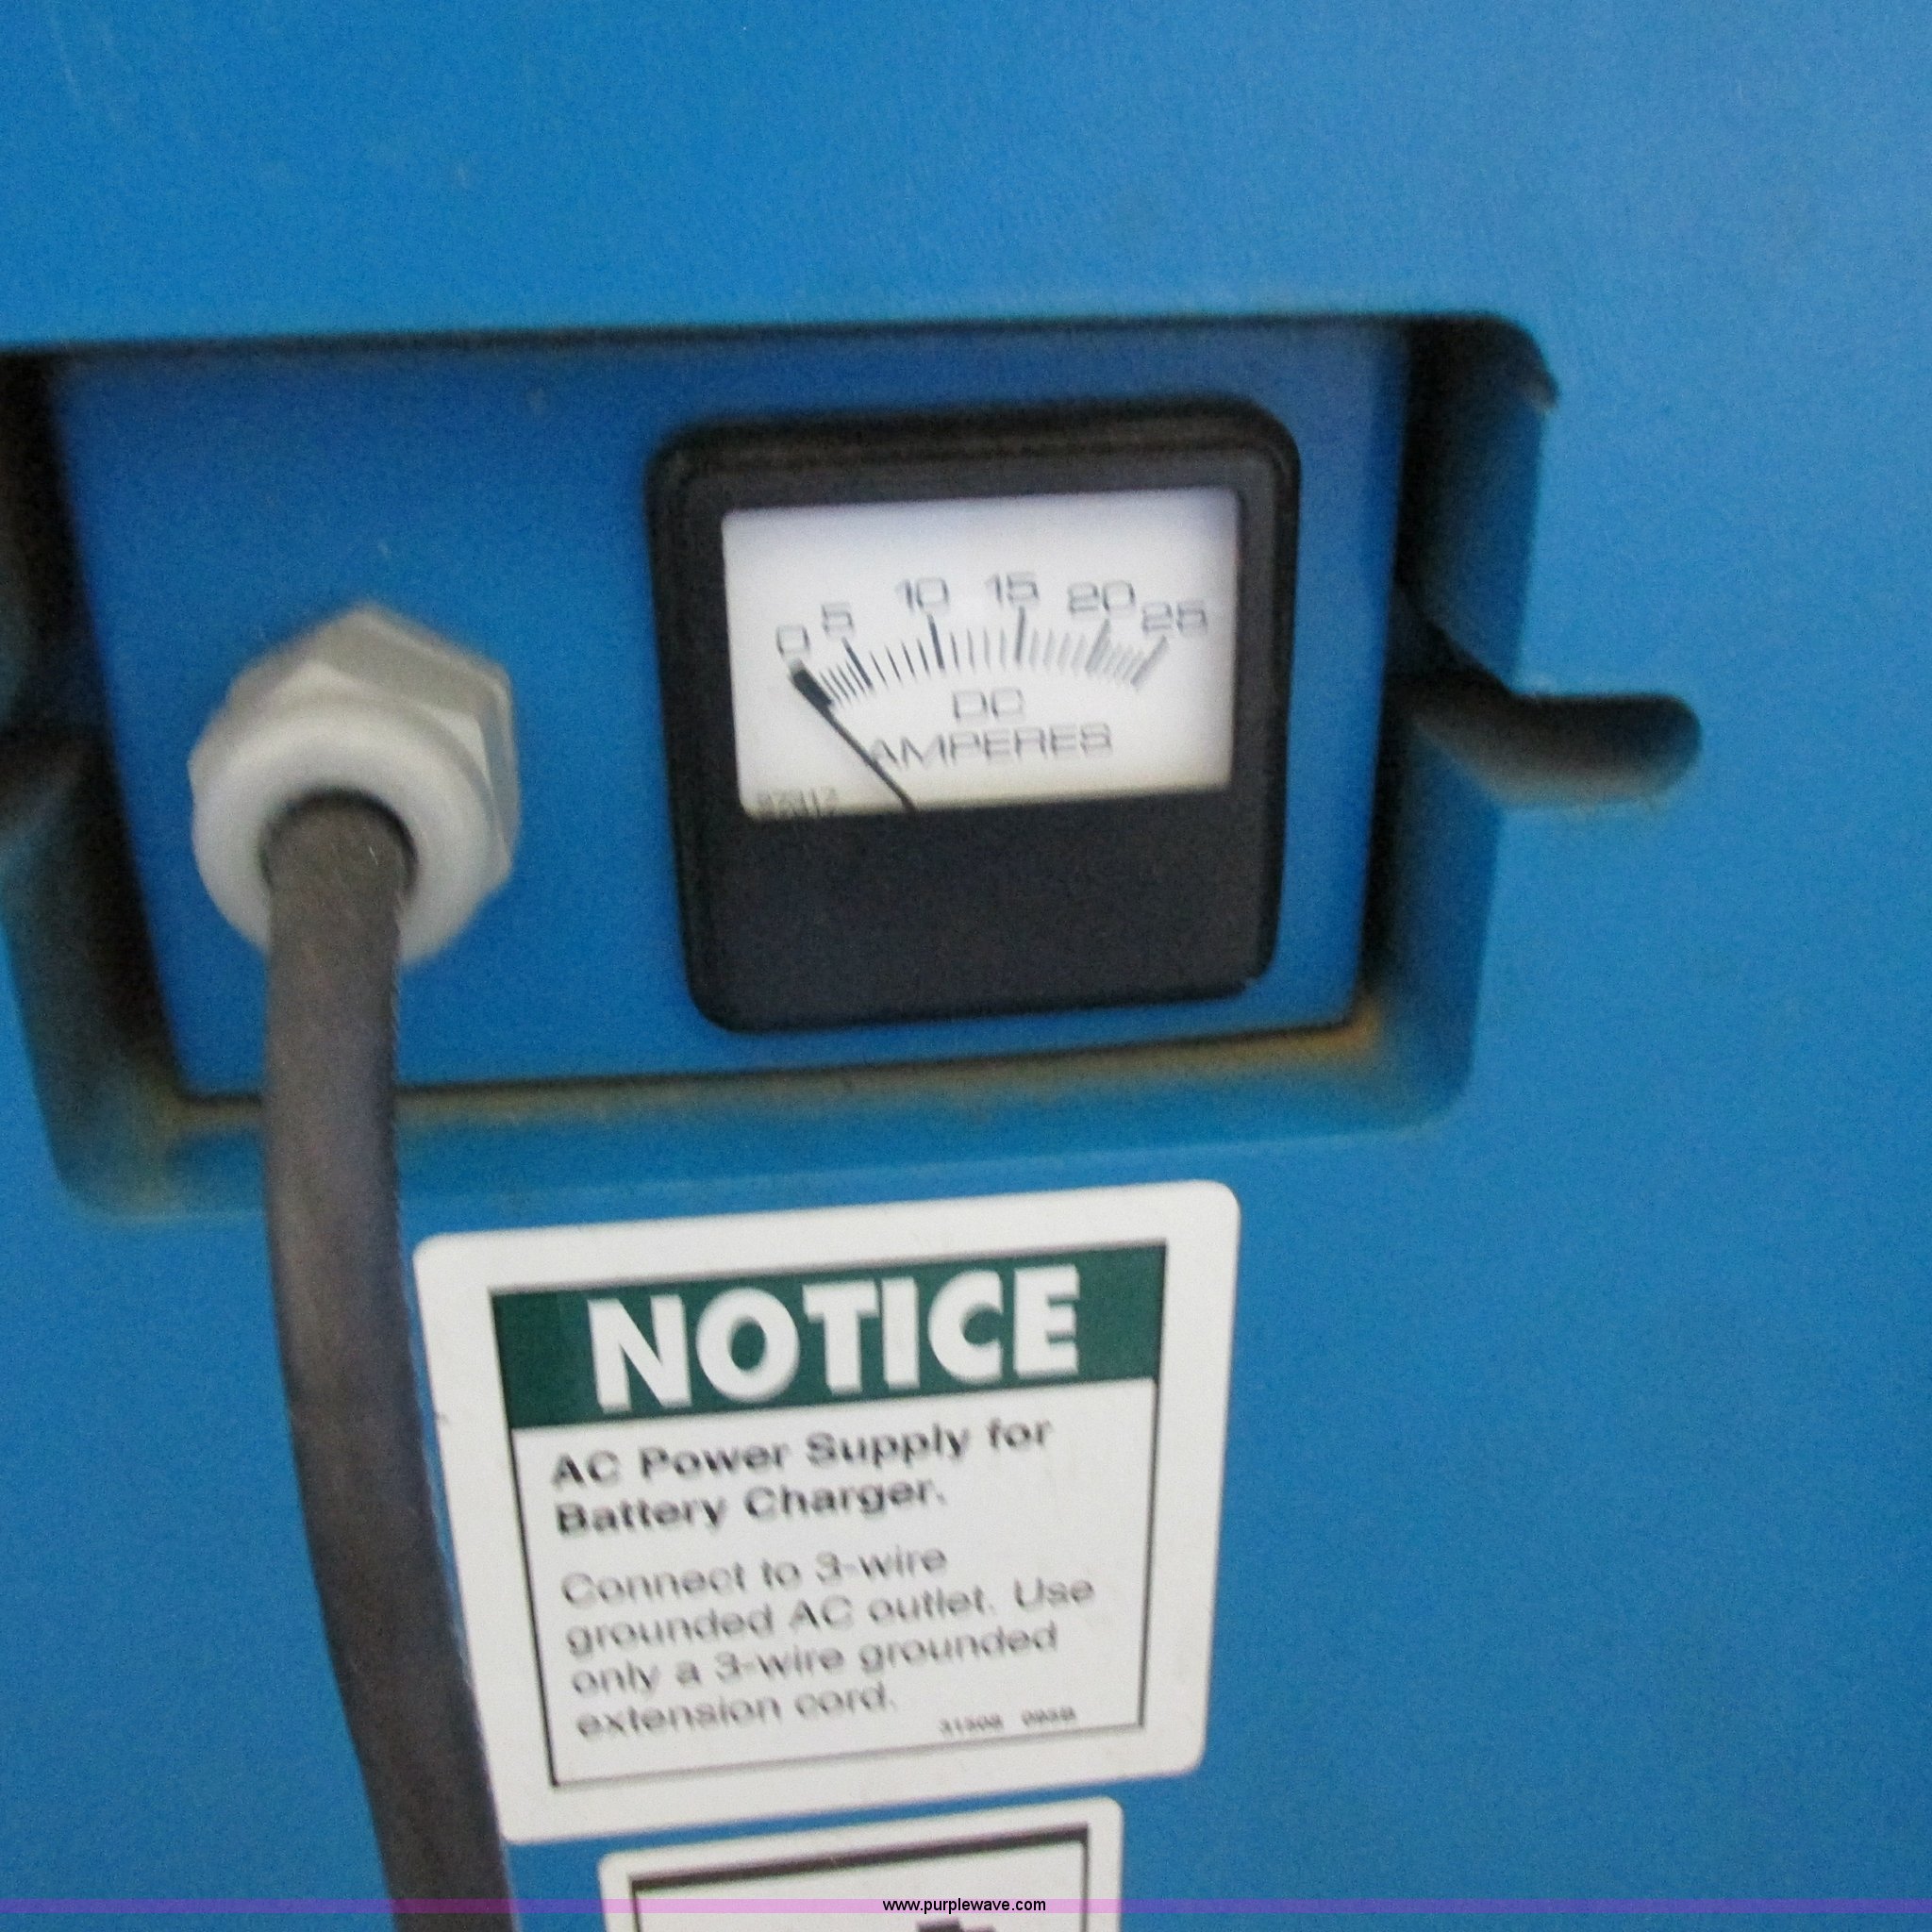 0 5 10 15 20 25
DC
AMPERES
NOTICE
AC Power Supply for
Battery Charger.
Connect to 3-wire
grounded AC outlet. Use
only a 3-wire grounded
extension cord.
www.purplewave.com